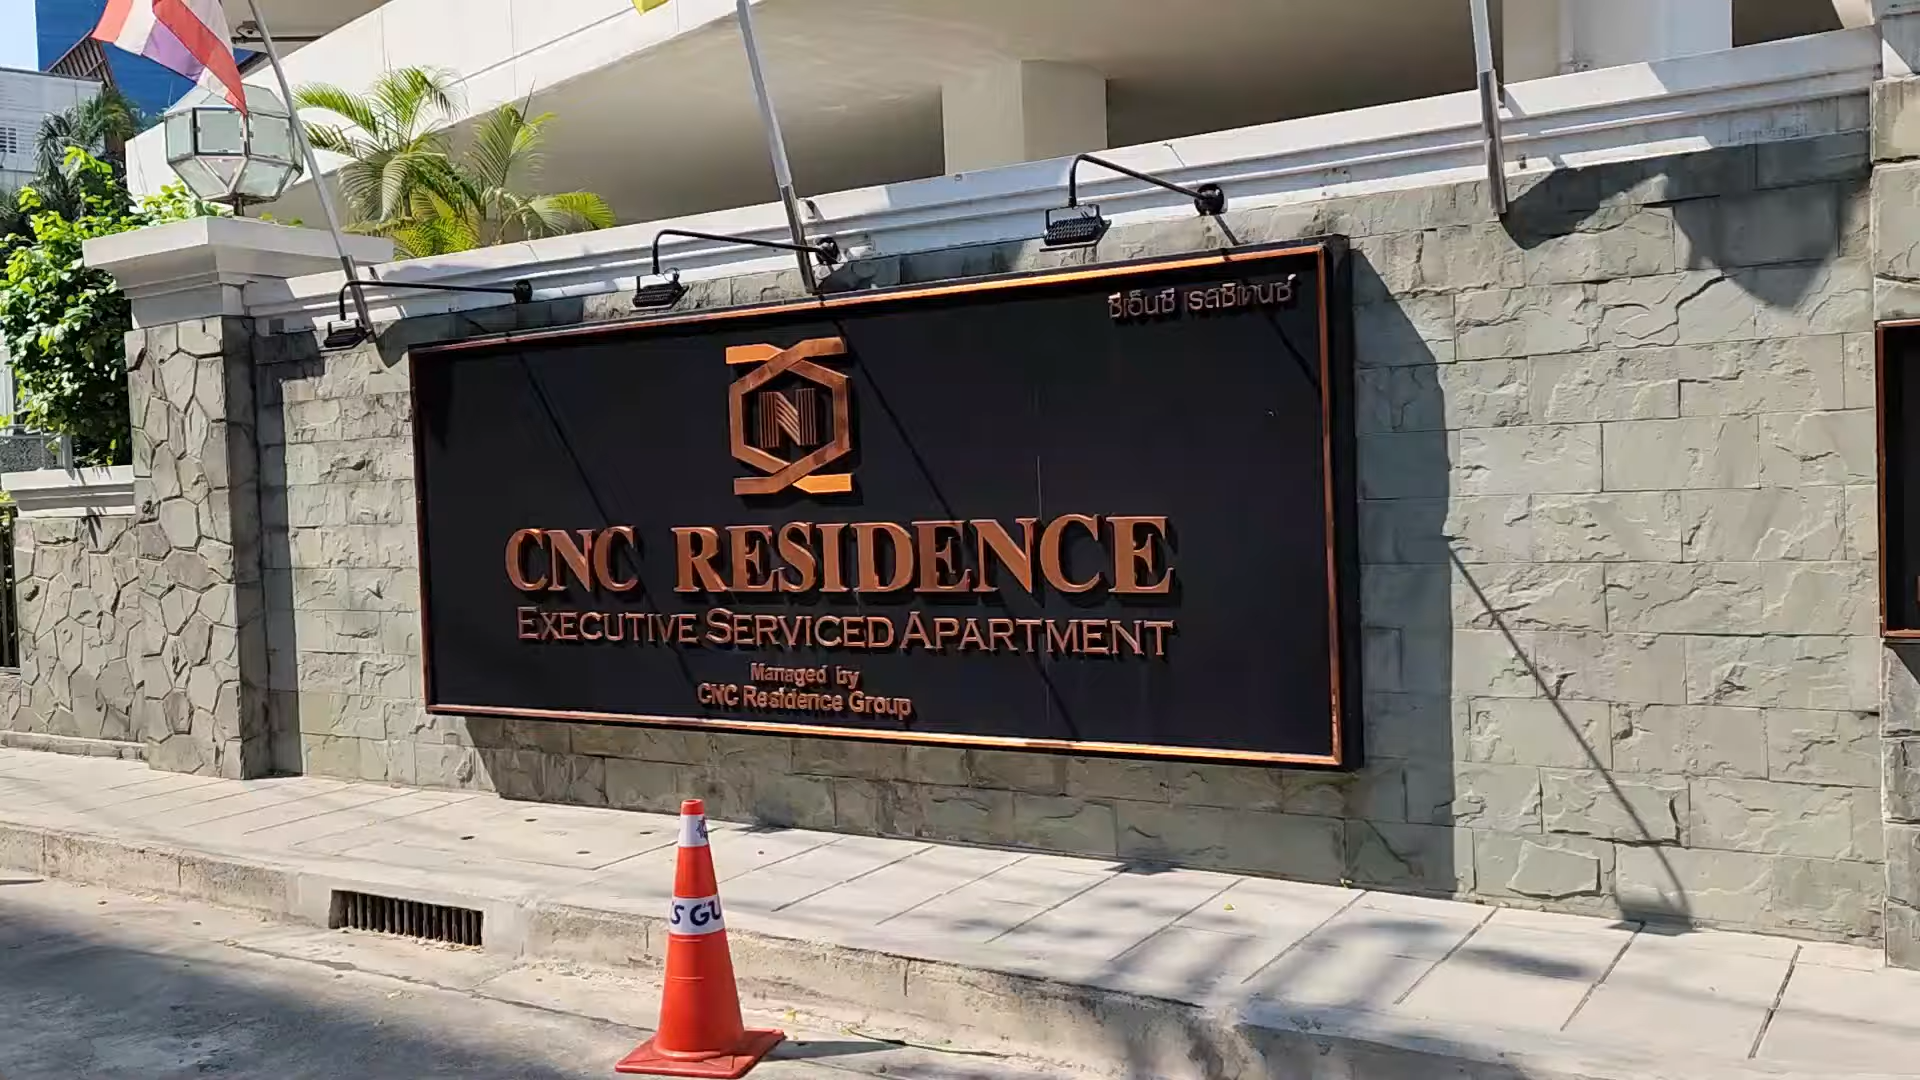 ซีเอ็นซี เรสซิเดนซ์
N
CNC RESIDENCE
EXECUTIVE SERVICED APARTMENT
Managed by
CNC Residence Group
S GU